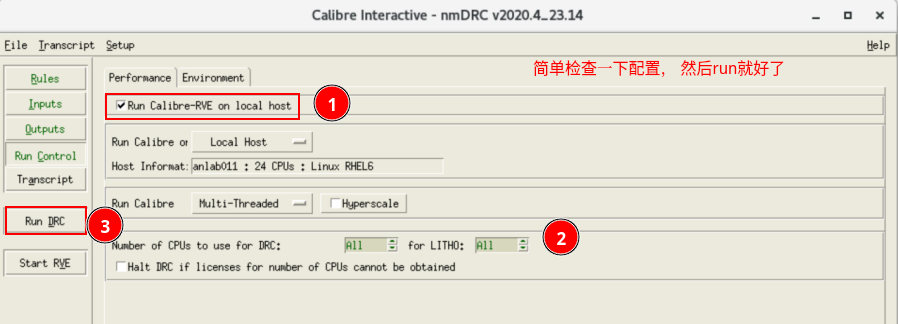 Calibre Interactive - nmDRC v2020.4_23.14
File Transcript Setup Help
简单检查一下配置, 然后run就好了
Rules
Inputs
Outputs
Run Control
Transcript
Run DRC
3
Start RVE
Performance Environment
Run Calibre-RVE on local host
1
Run Calibre or Local Host
Host Informat: anlab011 : 24 CPUs : Linux RHEL6
Run Calibre Multi-Threaded Hyperscale
Number of CPUs to use for DRC: All for LITHO: All
2
Halt DRC if licenses for number of CPUs cannot be obtained